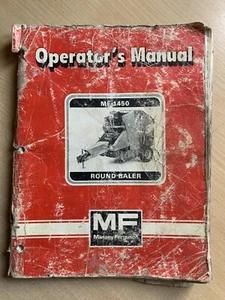 Operator's Manual
MF 1450
ROUND BALER
MF
Massey Ferguson